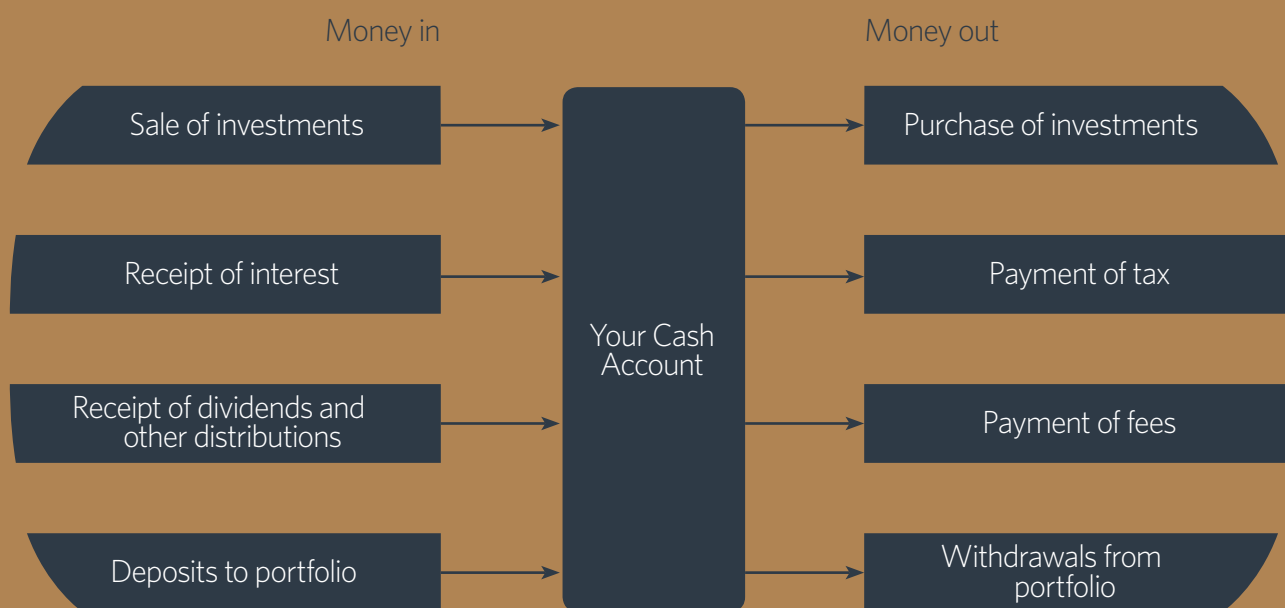 Money in
Money out
Sale of investments
Purchase of investments
Receipt of interest
Payment of tax
Your Cash
Account
Receipt of dividends and
other distributions
Payment of fees
Deposits to portfolio
Withdrawals from
portfolio